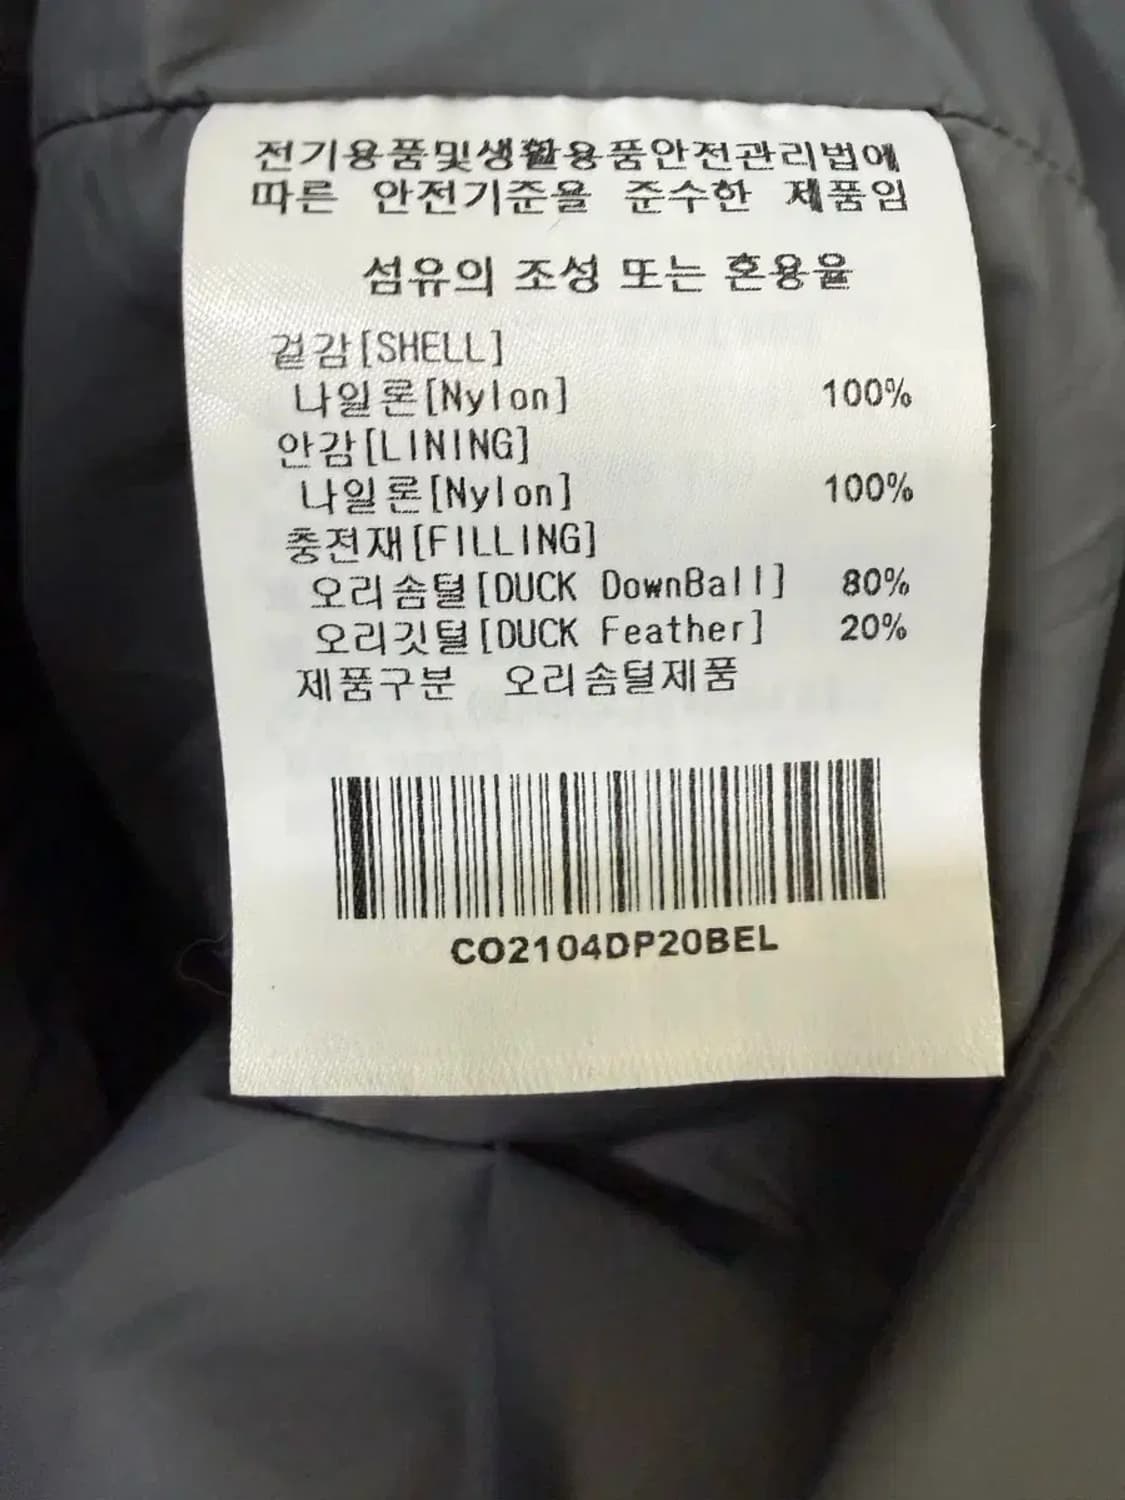 전기용품및생활용품안전관리법에
따른 안전기준을 준수한 제품임
섬유의 조성 또는 혼용율
겉감[SHELL]
나일론[Nylon] 100%
안감[LINING]
나일론[Nylon] 100%
충전재[FILLING]
오리솜털[DUCK DownBall] 80%
오리깃털[DUCK Feather] 20%
제품구분 오리솜털제품
CO2104DP20BEL